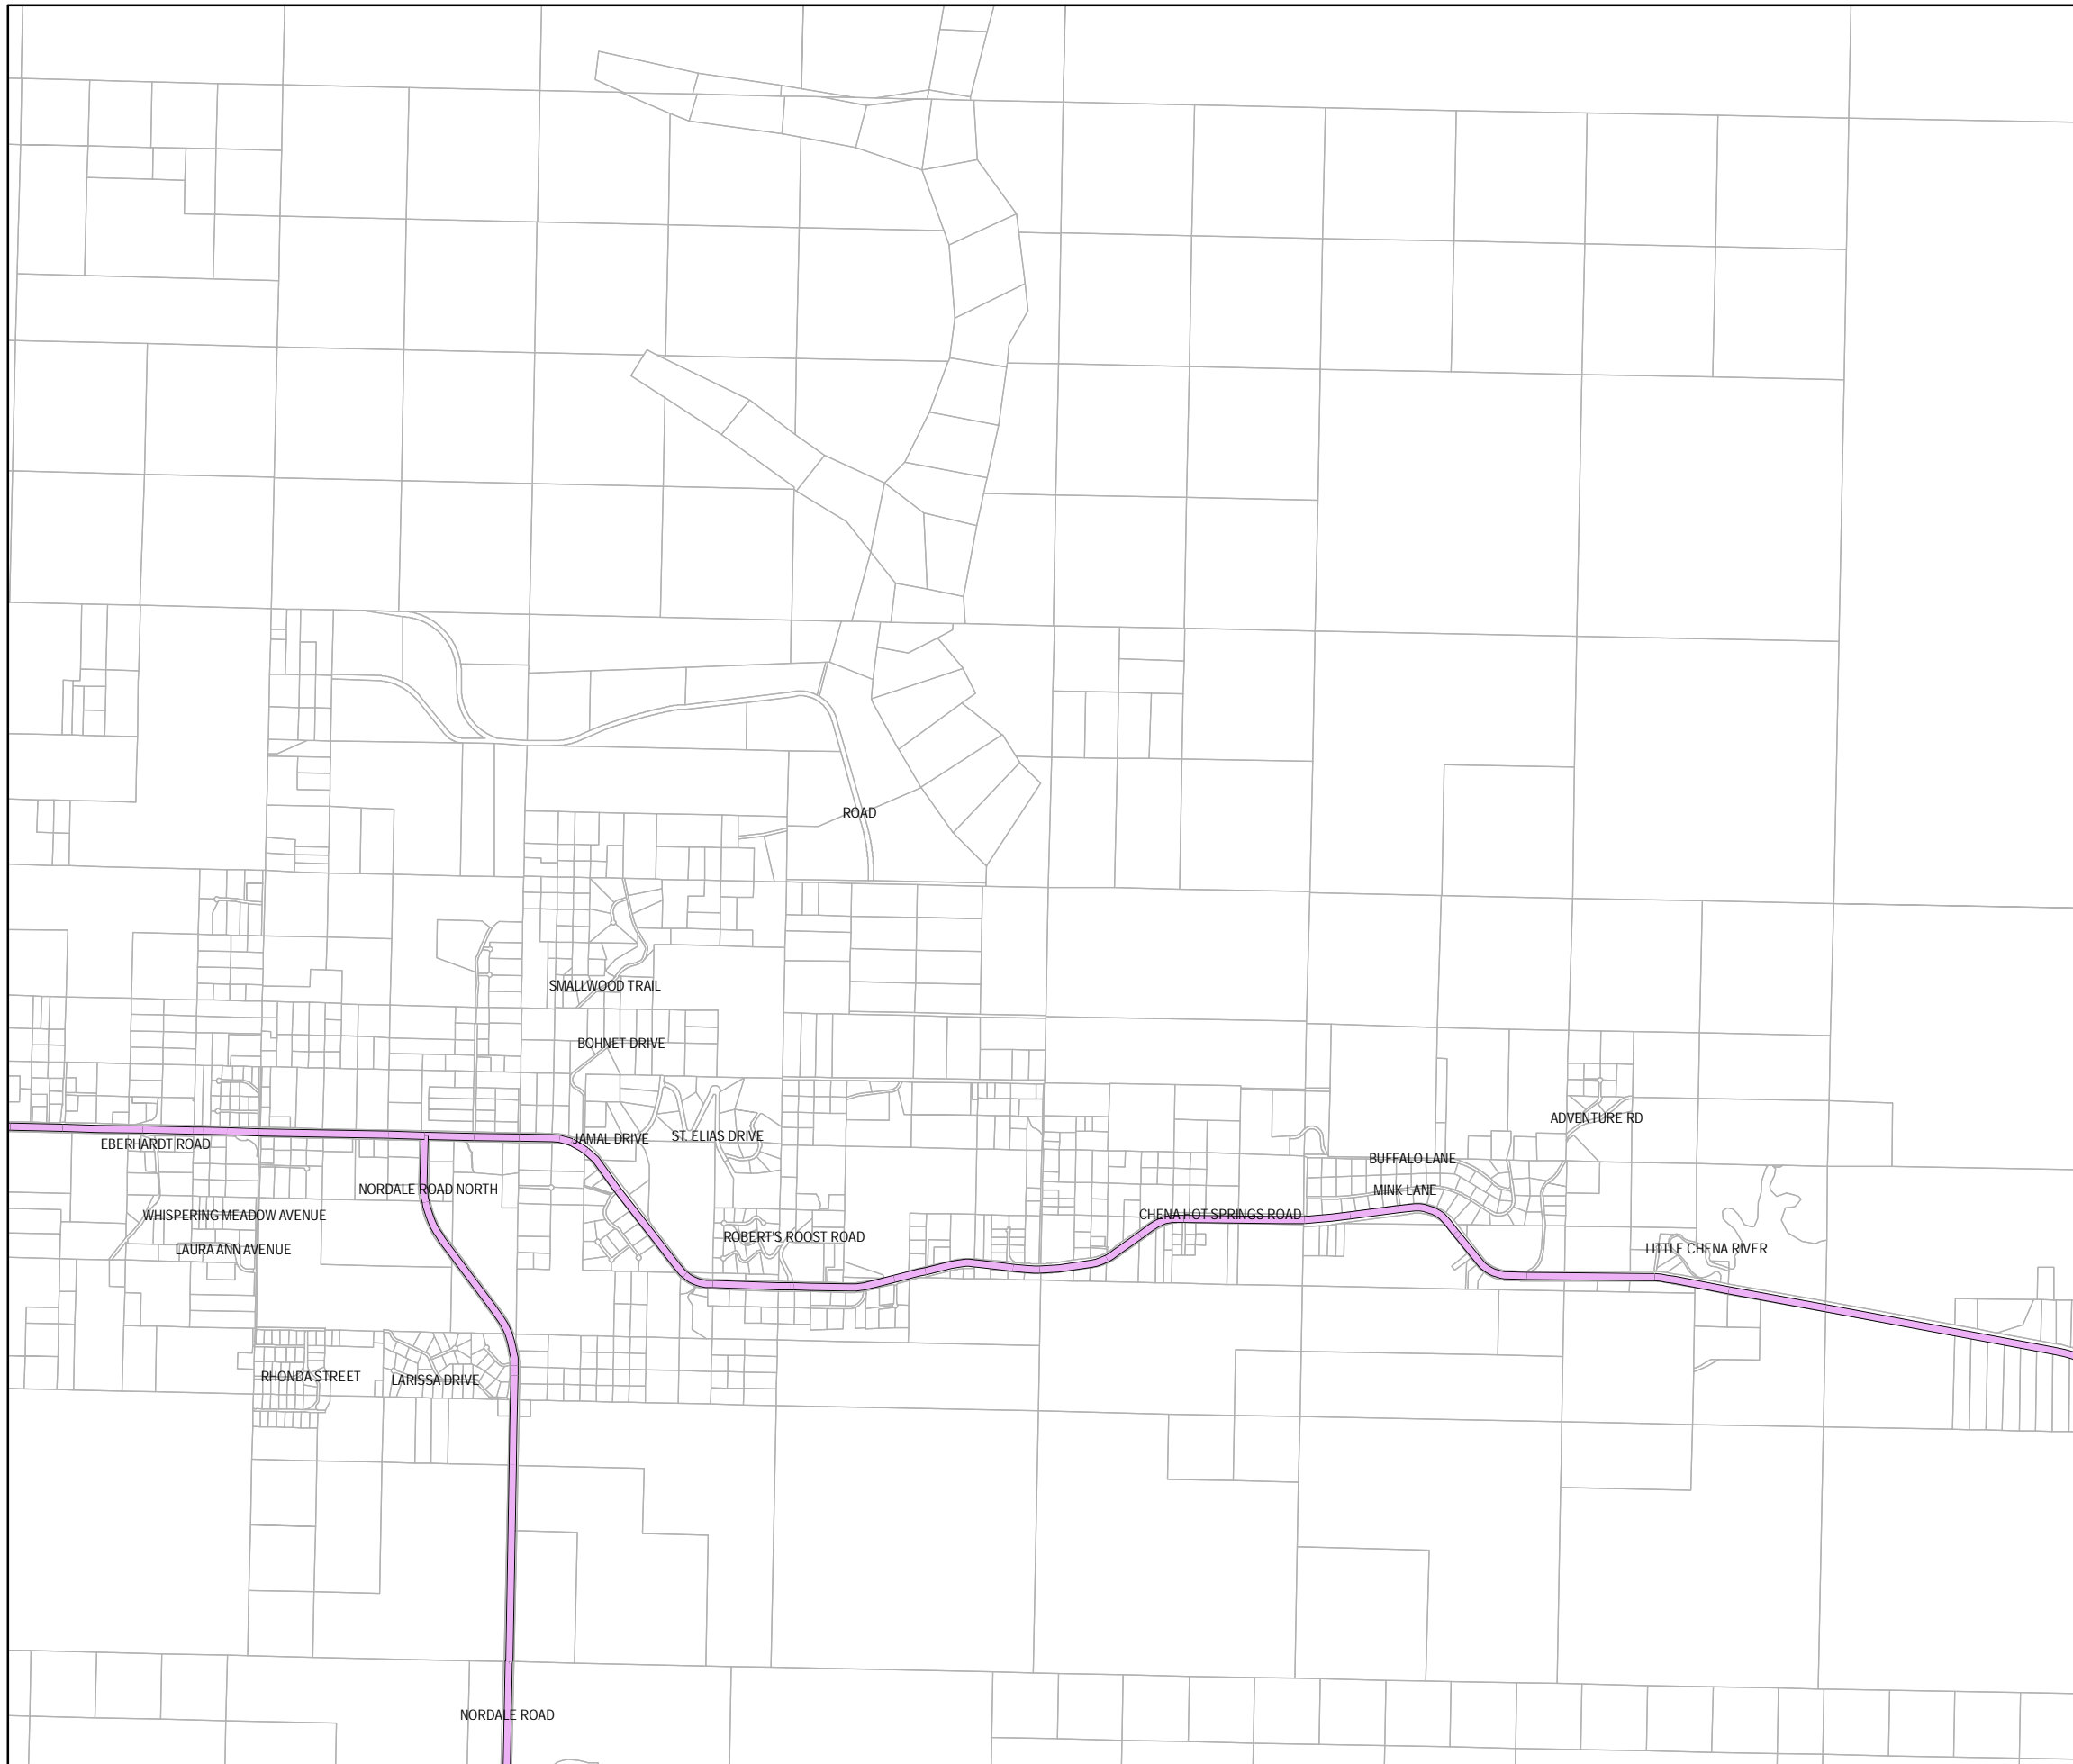 ROAD
SMALLWOOD TRAIL
BOHNET DRIVE
ADVENTURE RD
EBERHARDT ROAD
JAMAL DRIVE
ST. ELIAS DRIVE
BUFFALO LANE
NORDALE ROAD NORTH
MINK LANE
WHISPERING MEADOW AVENUE
CHENA HOT SPRINGS ROAD
ROBERT'S ROOST ROAD
LAURA ANN AVENUE
LITTLE CHENA RIVER
RHONDA STREET
LARISSA DRIVE
NORDALE ROAD